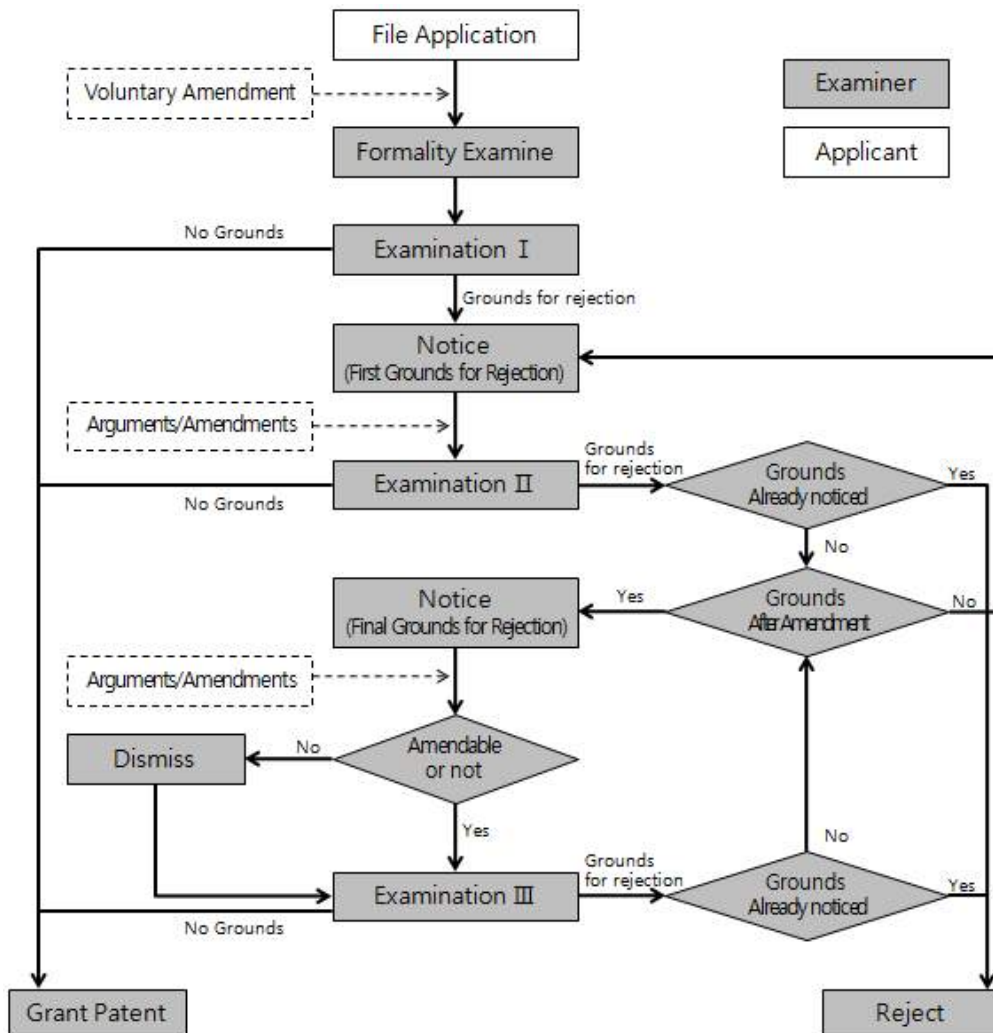 File Application
Voluntary Amendment
Examiner
Formality Examine
Applicant
No Grounds
Examination Ⅰ
Grounds for rejection
Notice
(First Grounds for Rejection)
Arguments/Amendments
Grounds
for rejection
Grounds
Already noticed
Yes
Examination Ⅱ
No Grounds
No
Notice
(Final Grounds for Rejection)
Yes
Grounds
After Amendment
No
Arguments/Amendments
Dismiss
No
Amendable
or not
Yes
No
Grounds
for rejection
Examination Ⅲ
Grounds
Already noticed
Yes
No Grounds
Grant Patent
Reject